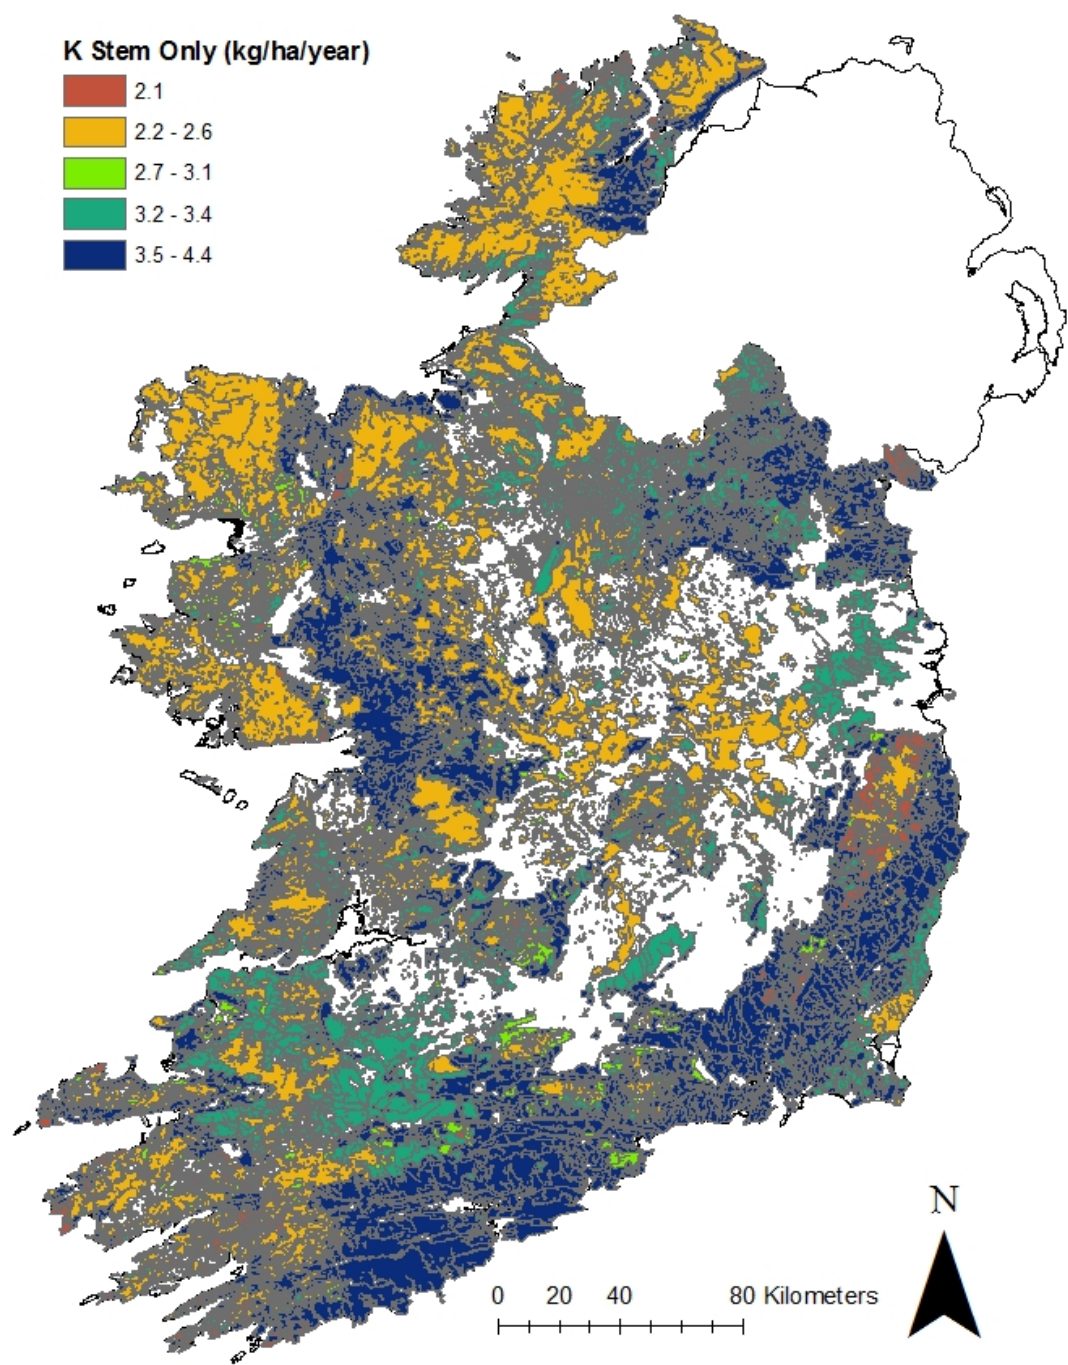 K Stem Only (kg/ha/year)
2.1
2.2 - 2.6
2.7 - 3.1
3.2 - 3.4
3.5 - 4.4
N
0 20 40 80 Kilometers